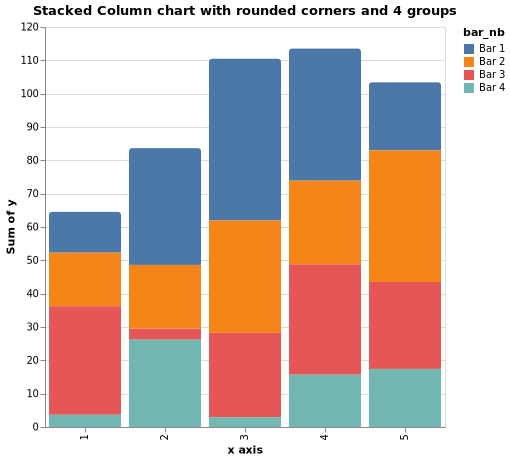 Stacked Column chart with rounded corners and 4 groups
bar_nb
Bar 1
Bar 2
Bar 3
Bar 4
Sum of y
120
110
100
90
80
70
60
50
40
30
20
10
0
1
2
3
4
5
x axis